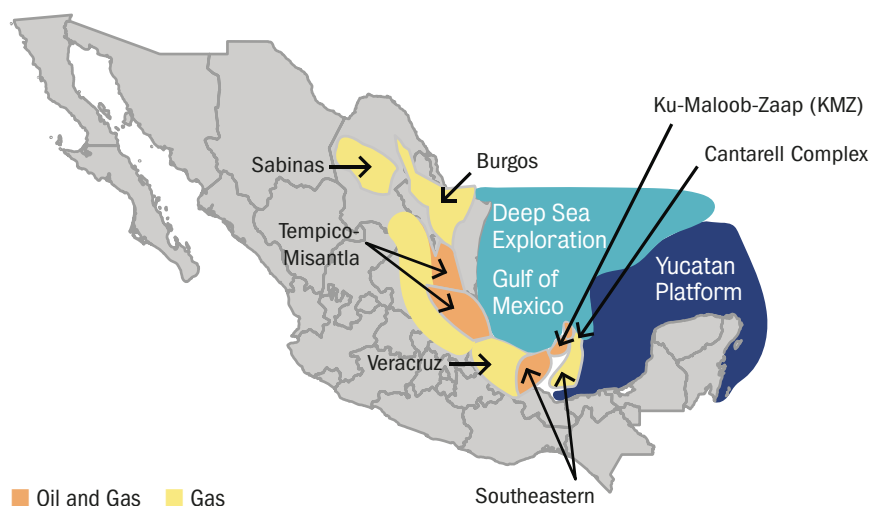 Ku-Maloob-Zaap (KMZ)
Cantarell Complex
Sabinas
Burgos
Tempico-
Misantla
Deep Sea
Exploration
Gulf of
Mexico
Yucatan
Platform
Veracruz
Southeastern
Oil and Gas
Gas